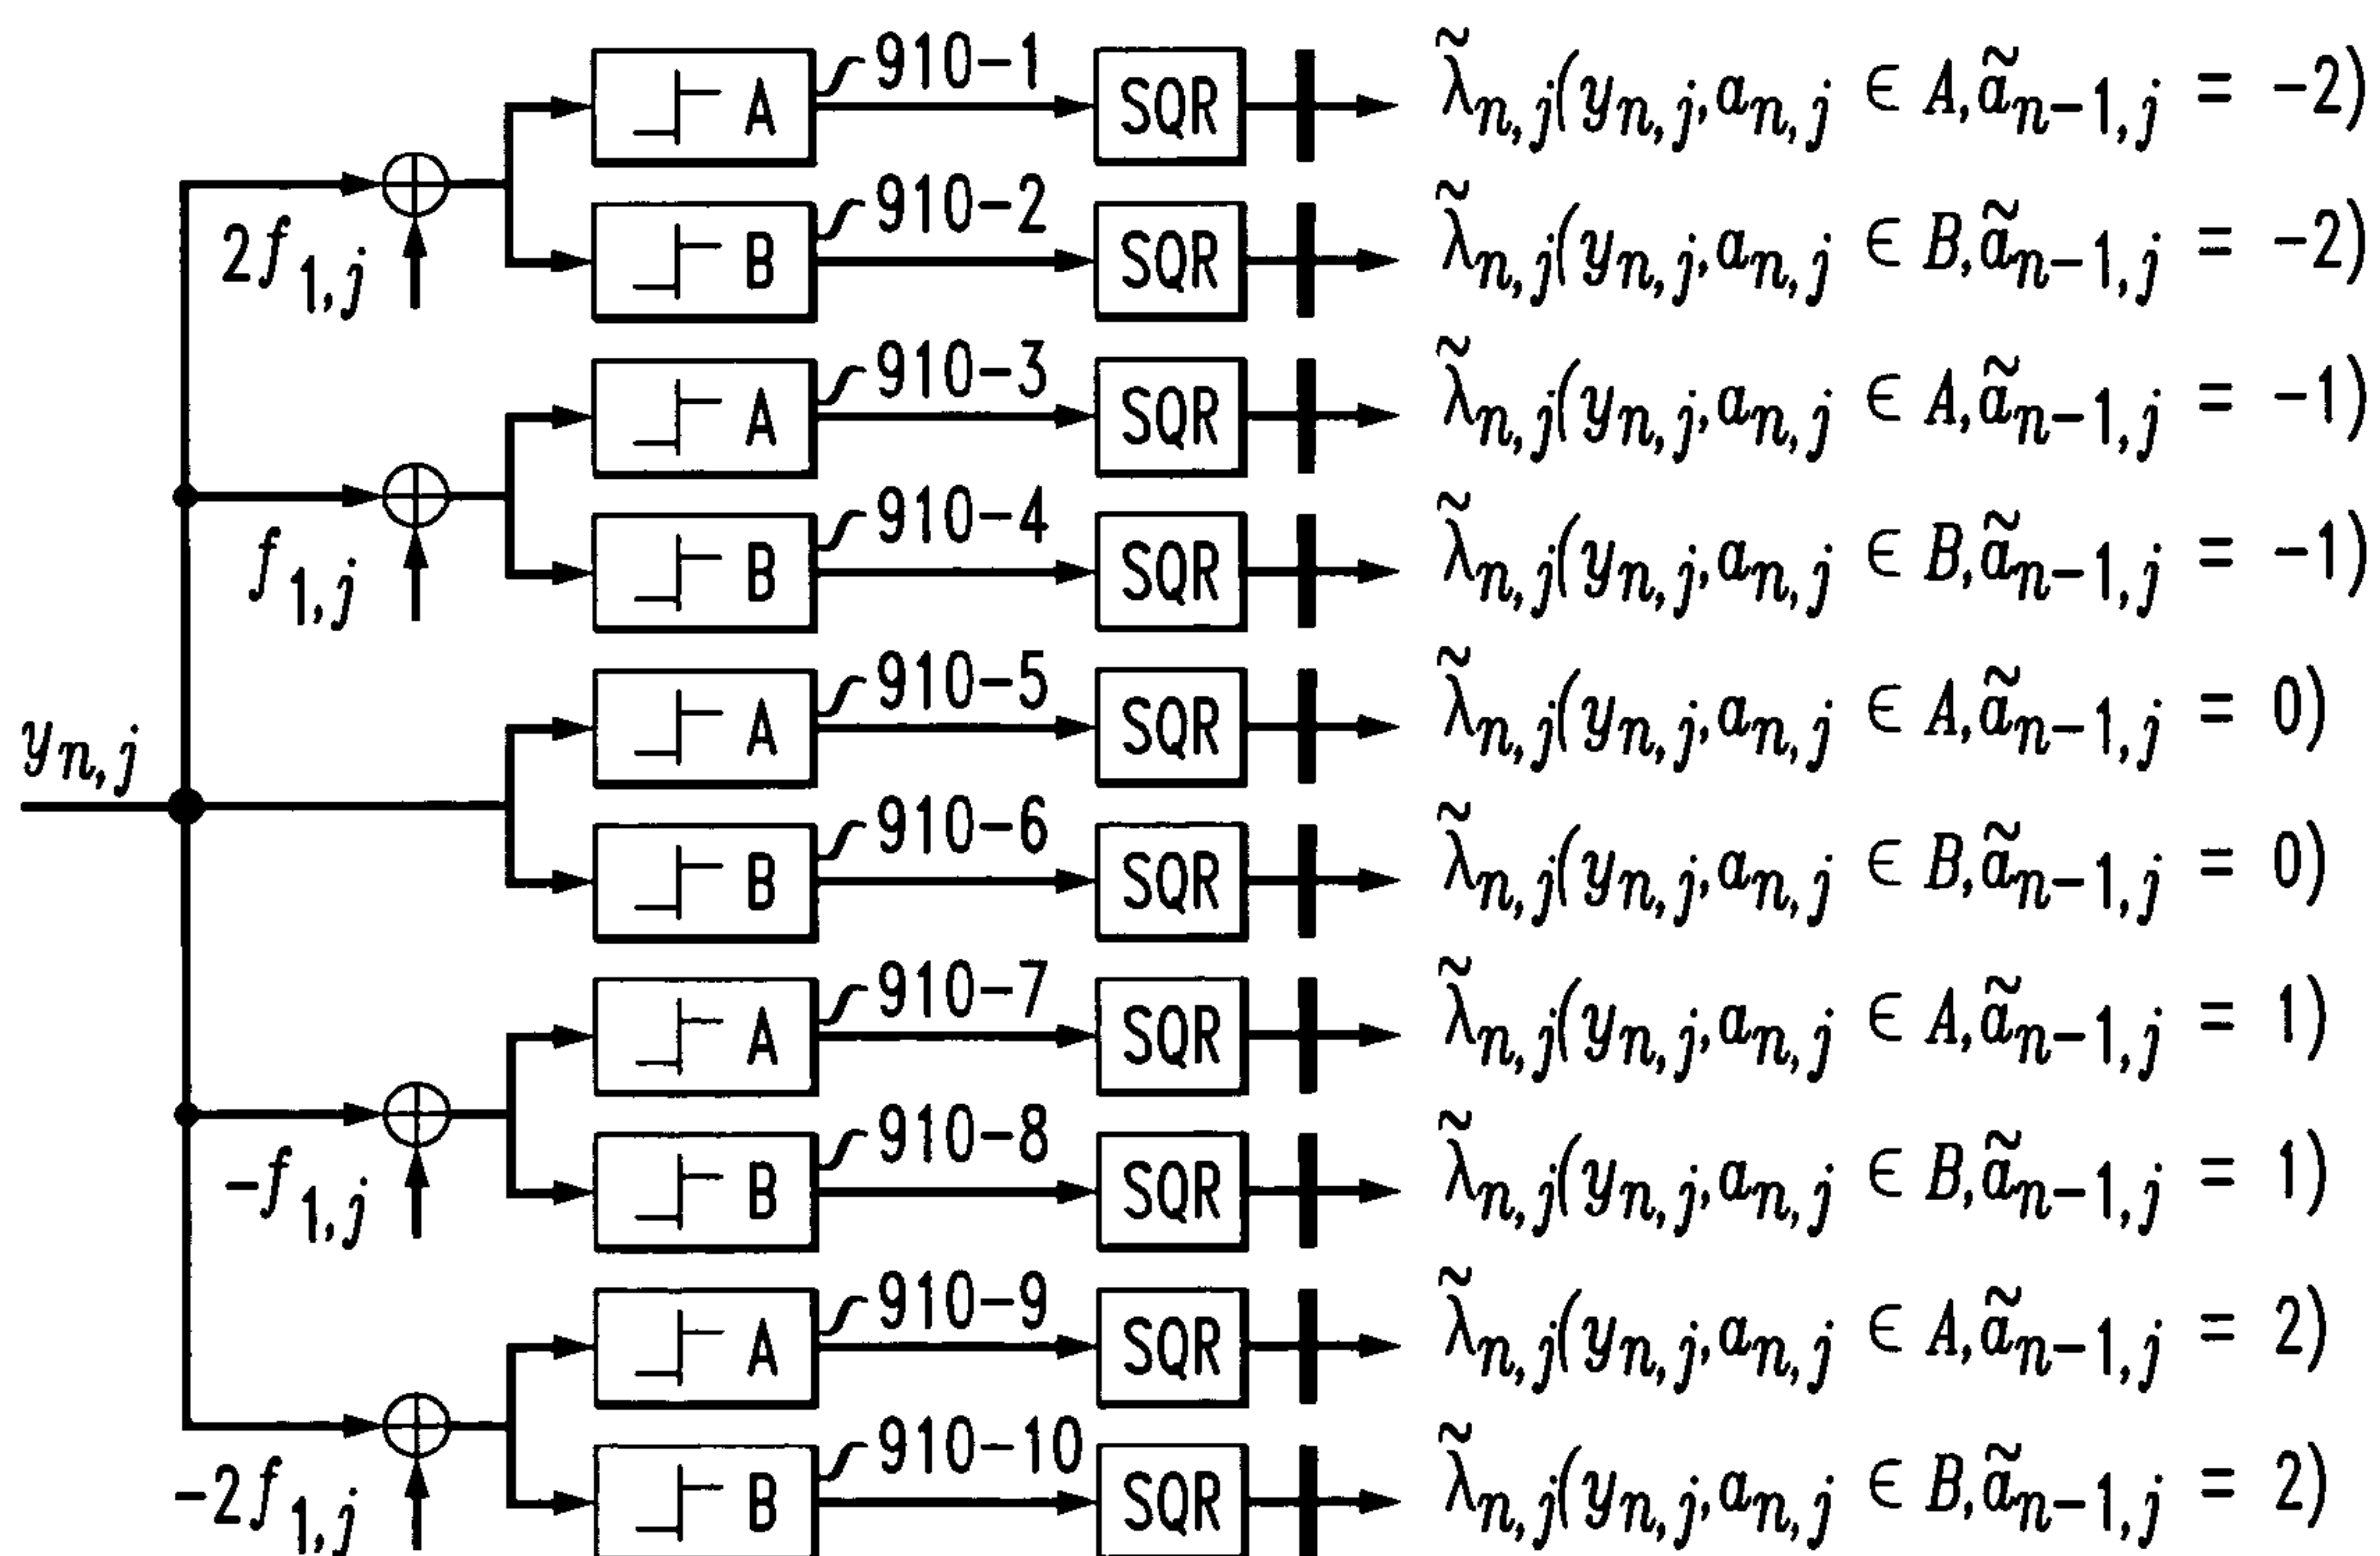 910-1
A SQR λ̃n,j(yn,j,an,j ∈ A,ãn-1,j = -2)
910-2
2f1,j
B SQR λ̃n,j(yn,j,an,j ∈ B,ãn-1,j = -2)
910-3
A SQR λ̃n,j(yn,j,an,j ∈ A,ãn-1,j = -1)
910-4
f1,j
B SQR λ̃n,j(yn,j,an,j ∈ B,ãn-1,j = -1)
910-5
A SQR λ̃n,j(yn,j,an,j ∈ A,ãn-1,j = 0)
yn,j
910-6
B SQR λ̃n,j(yn,j,an,j ∈ B,ãn-1,j = 0)
910-7
A SQR λ̃n,j(yn,j,an,j ∈ A,ãn-1,j = 1)
910-8
-f1,j
B SQR λ̃n,j(yn,j,an,j ∈ B,ãn-1,j = 1)
910-9
A SQR λ̃n,j(yn,j,an,j ∈ A,ãn-1,j = 2)
910-10
-2f1,j
B SQR λ̃n,j(yn,j,an,j ∈ B,ãn-1,j = 2)